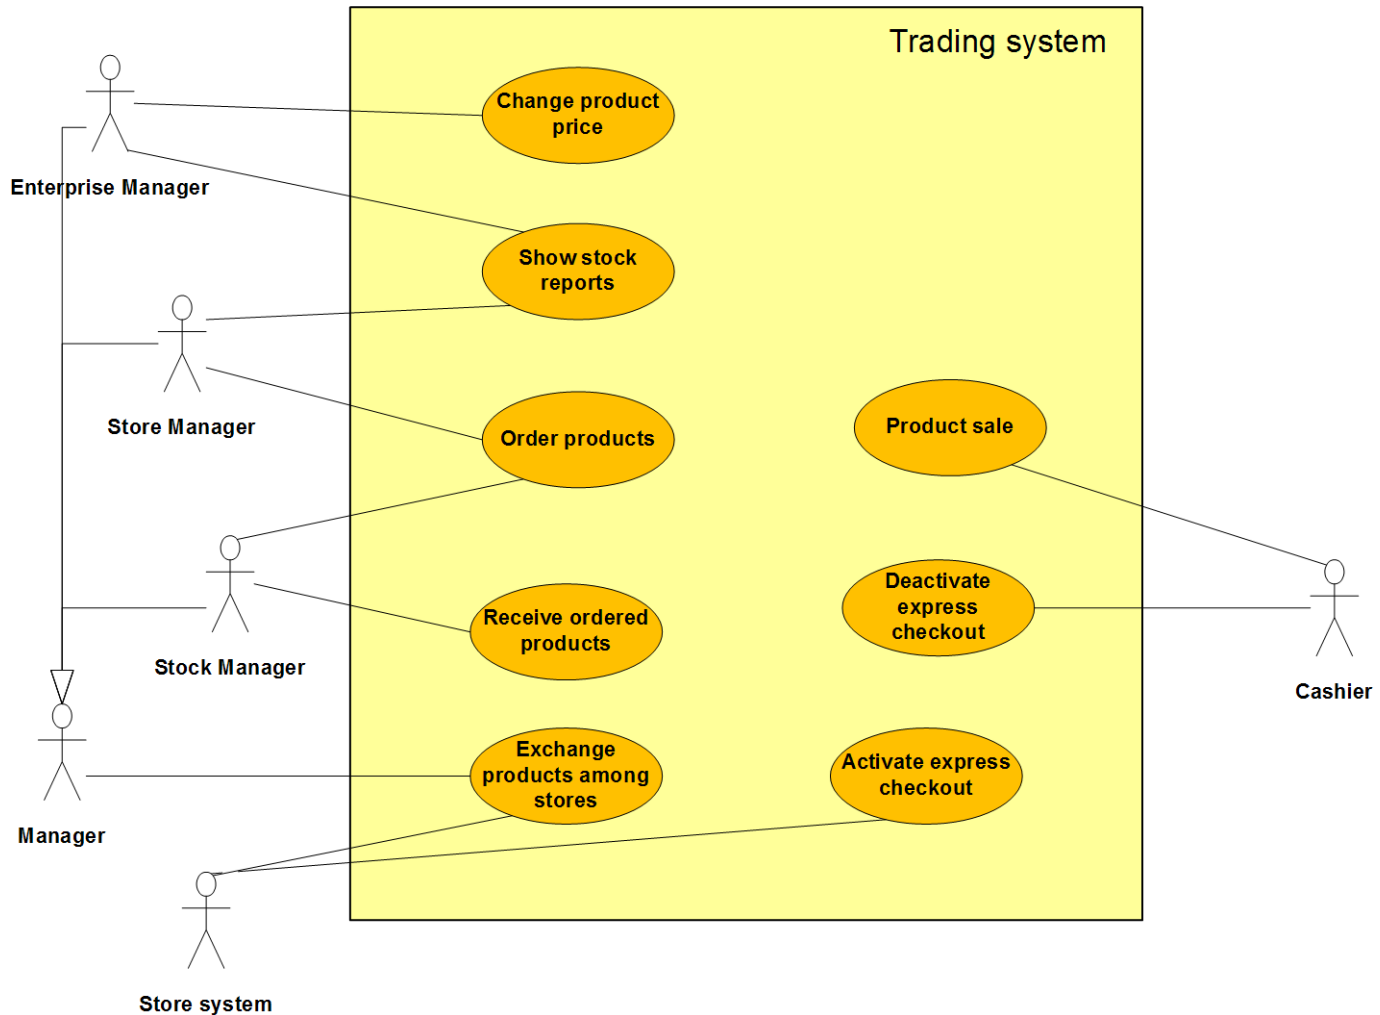 Trading system
Change product
price
Enterprise Manager
Show stock
reports
Store Manager
Order products
Product sale
Stock Manager
Receive ordered
products
Deactivate
express
checkout
Cashier
Manager
Exchange
products among
stores
Activate express
checkout
Store system